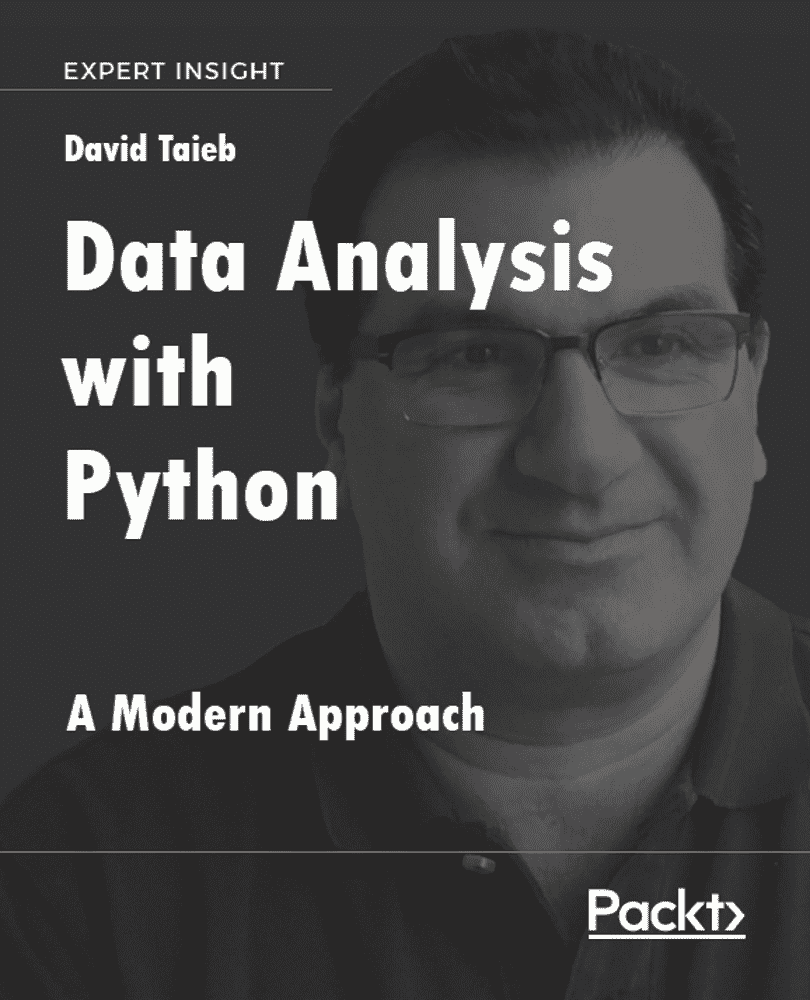 EXPERT INSIGHT
David Taieb
Data Analysis
with
Python
A Modern Approach
Packt>